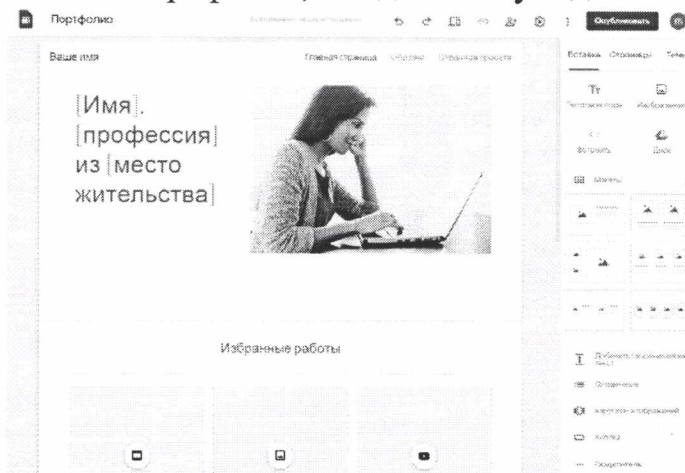 Портфолио
Опубликовать
Ваше имя
Главная страница
Вставка Страницы Темы
[Имя],
[профессия]
из [место
жительства]
Встроить
Диск
Макеты
Избранные работы
Оглавление
Карусель изображений
Кнопка
Разделитель